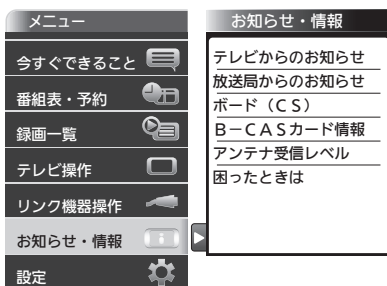 メニュー
今すぐできること
番組表・予約
録画一覧
テレビ操作
リンク機器操作
お知らせ・情報
設定
お知らせ・情報
テレビからのお知らせ
放送局からのお知らせ
ボード（ＣＳ）
Ｂ－ＣＡＳカード情報
アンテナ受信レベル
困ったときは